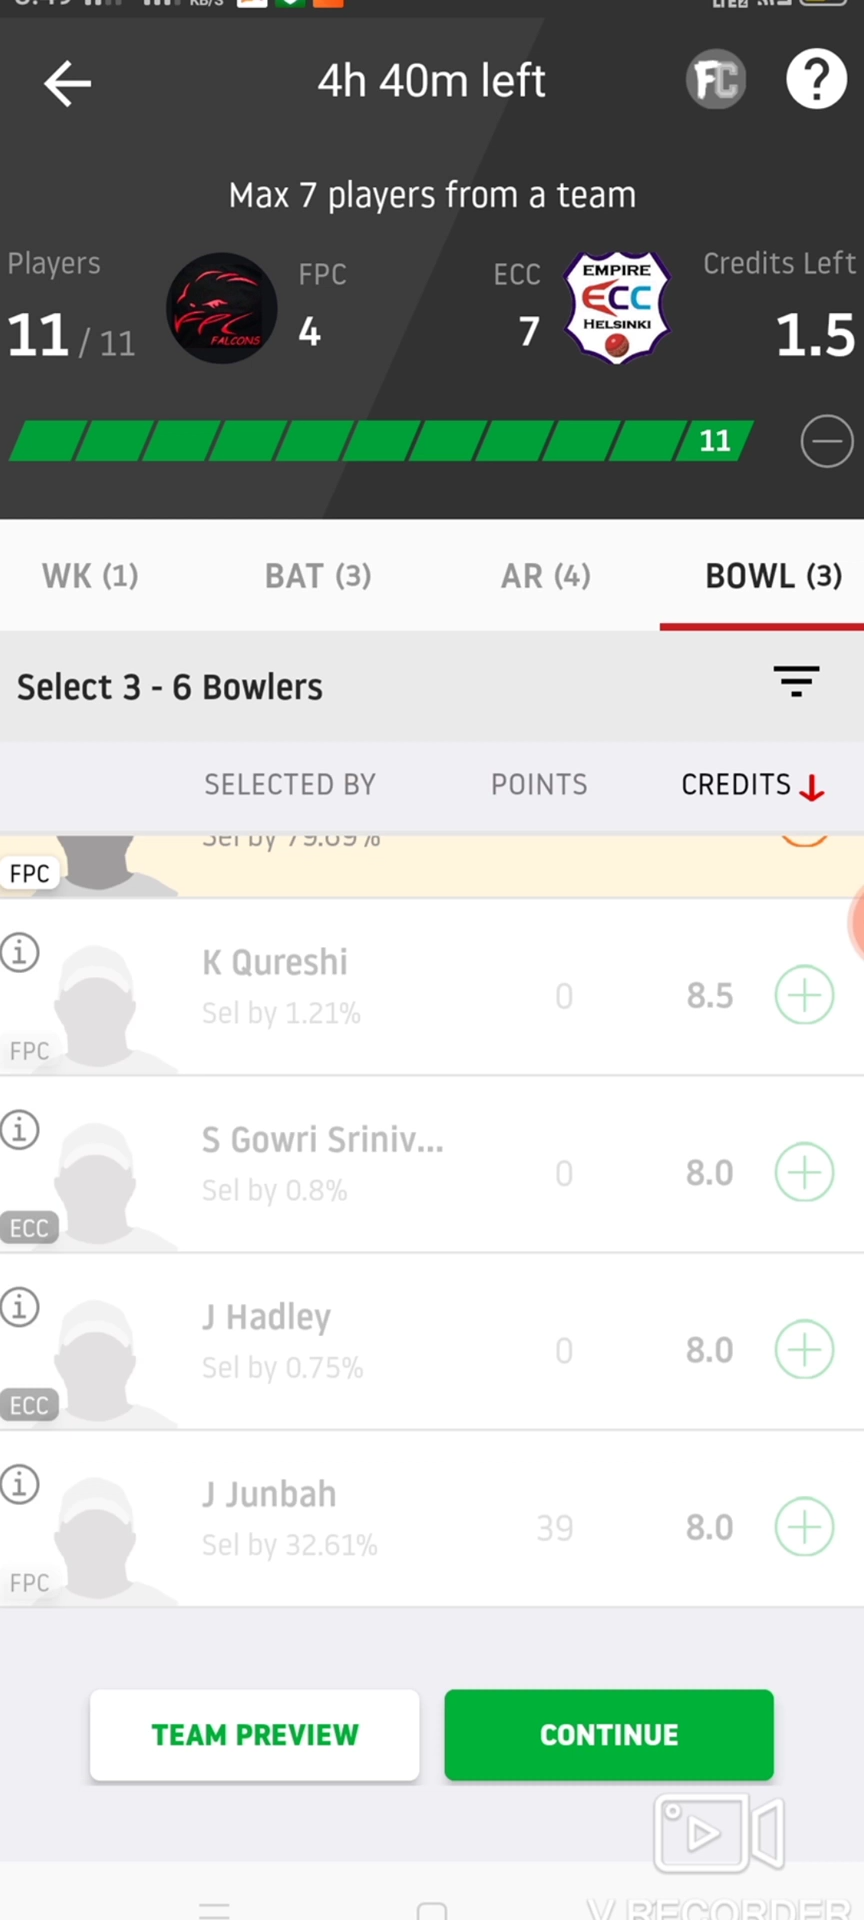 4h 40m left
FC
?
Max 7 players from a team
Players
FPC
ECC
Credits Left
11 / 11
4
7
1.5
FPC
FALCONS
EMPIRE
ECC
HELSINKI
11
WK (1)
BAT (3)
AR (4)
BOWL (3)
Select 3 - 6 Bowlers
SELECTED BY
POINTS
CREDITS
FPC
K Qureshi
Sel by 1.21%
0
8.5
FPC
S Gowri Sriniv...
Sel by 0.8%
0
8.0
ECC
J Hadley
Sel by 0.75%
0
8.0
ECC
J Junbah
Sel by 32.61%
39
8.0
FPC
TEAM PREVIEW
CONTINUE
V RECORDER